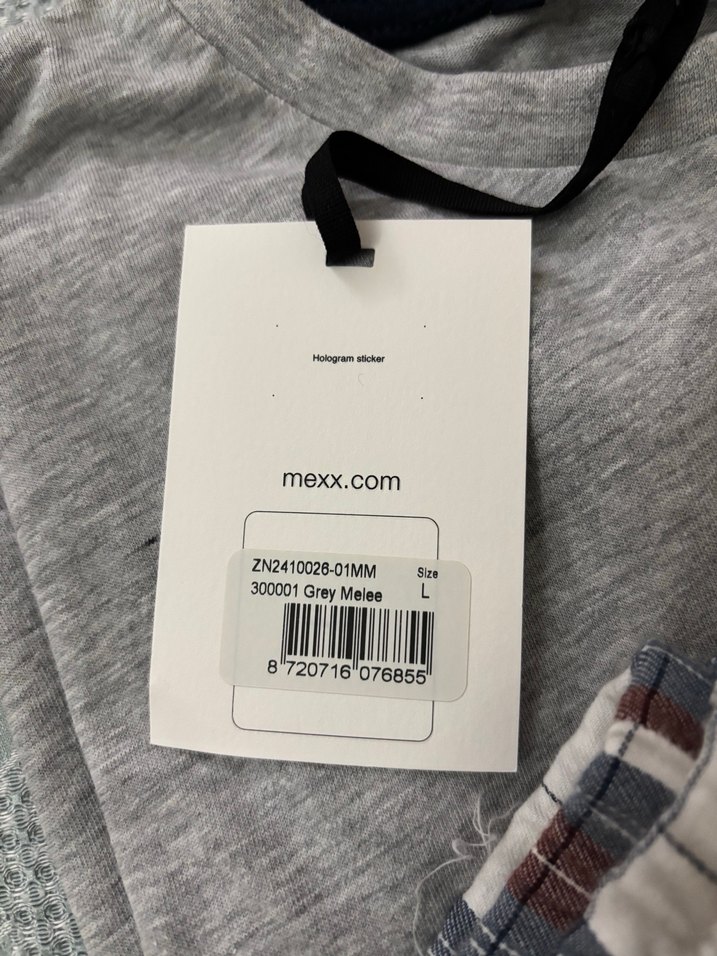 Hologram sticker
mexx.com
ZN2410026-01MM Size
300001 Grey Melee L
8 720716 076855